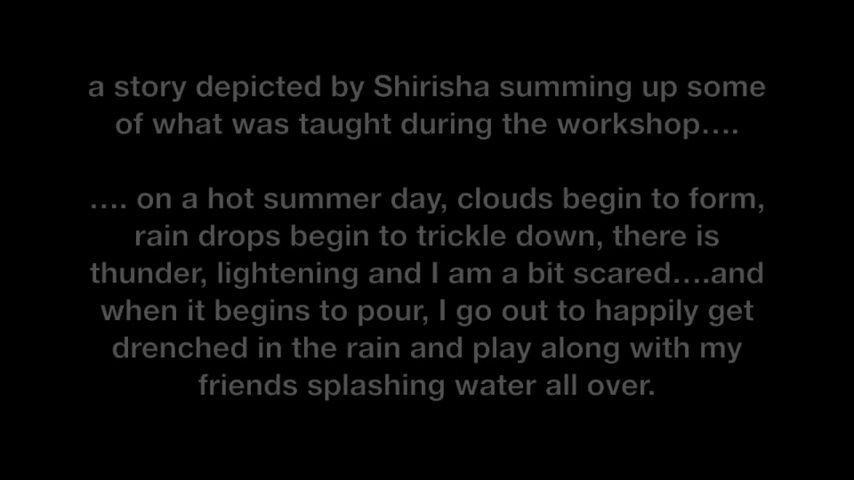 a story depicted by Shirisha summing up some
of what was taught during the workshop....
.... on a hot summer day, clouds begin to form,
rain drops begin to trickle down, there is
thunder, lightening and I am a bit scared....and
when it begins to pour, I go out to happily get
drenched in the rain and play along with my
friends splashing water all over.